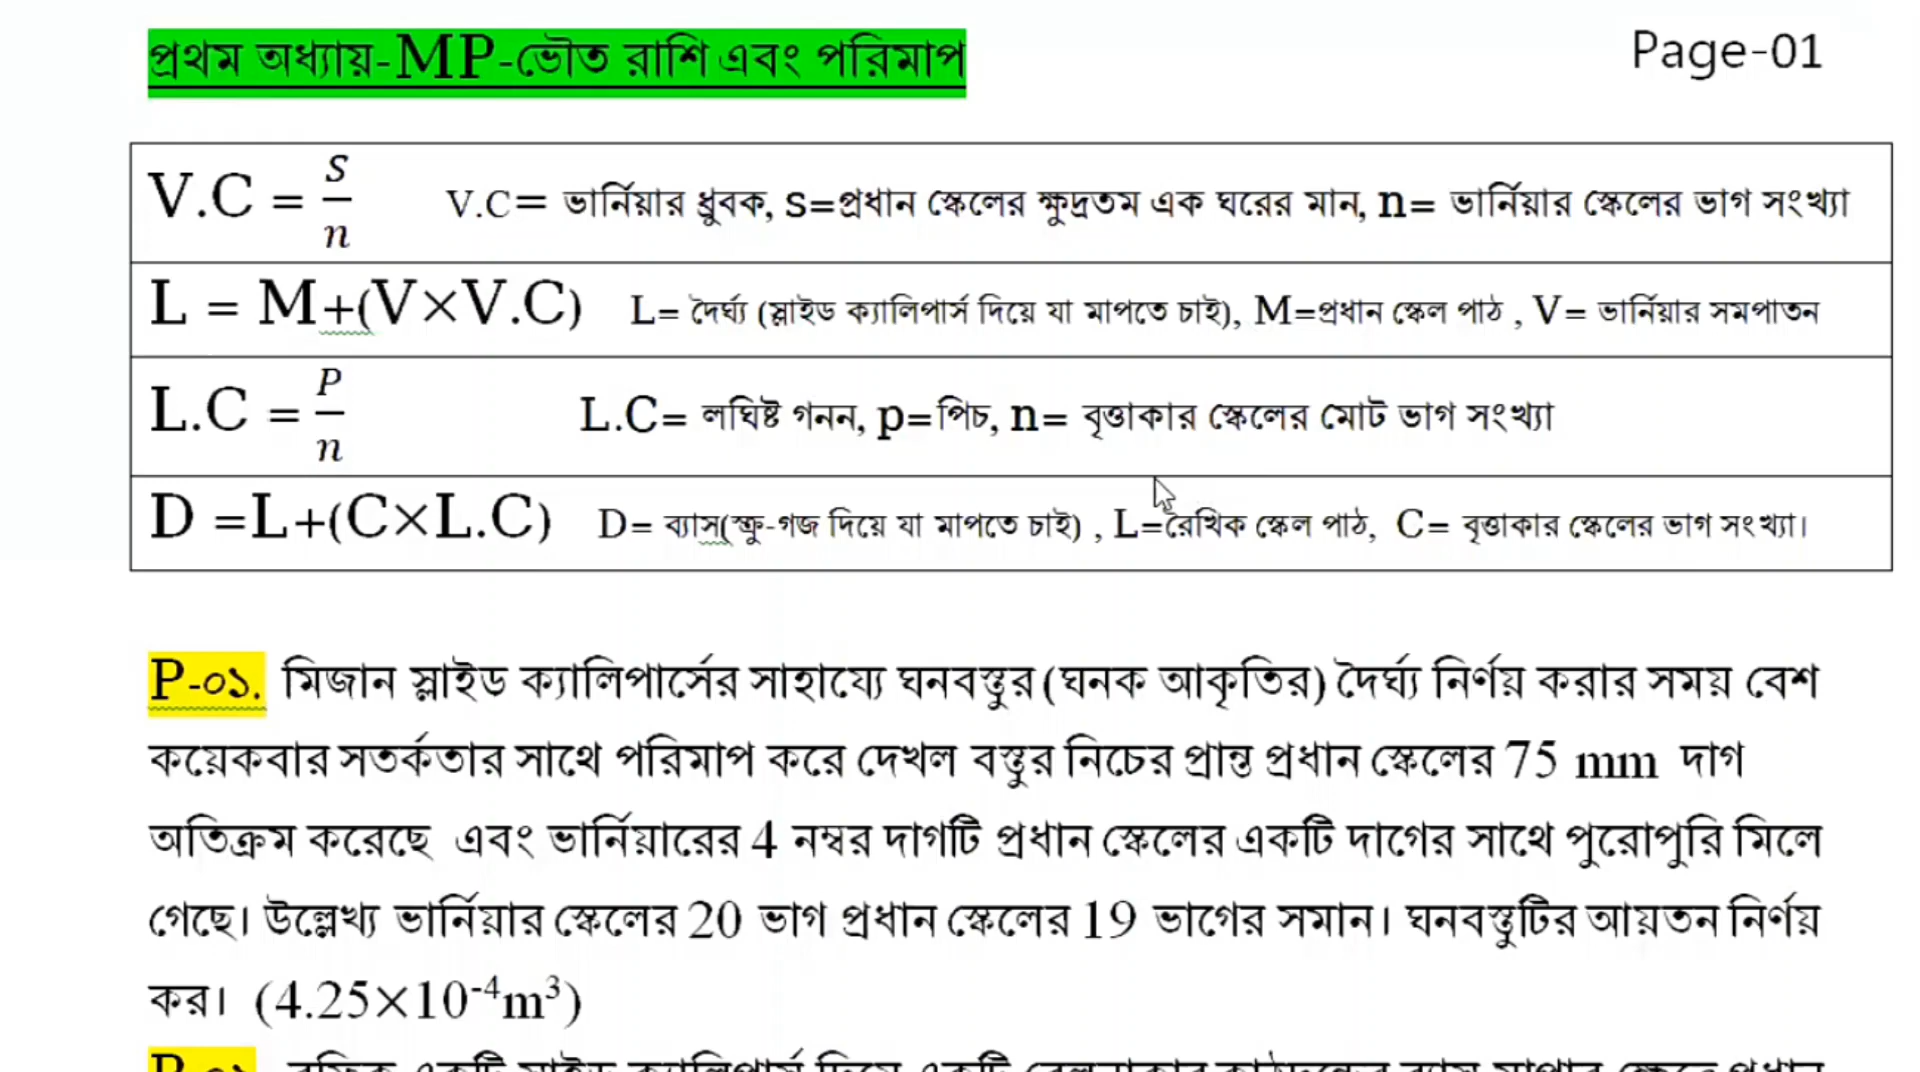 প্রথম অধ্যায়-MP-ভৌত রাশি এবং পরিমাপ
Page-01
V.C = S/n V.C= ভার্নিয়ার ধ্রুবক, s=প্রধান স্কেলের ক্ষুদ্রতম এক ঘরের মান, n= ভার্নিয়ার স্কেলের ভাগ সংখ্যা
L = M+(V×V.C) L= দৈর্ঘ্য (স্লাইড ক্যালিপার্স দিয়ে যা মাপতে চাই), M=প্রধান স্কেল পাঠ , V= ভার্নিয়ার সমপাতন
L.C = P/n L.C= লঘিষ্ট গনন, p=পিচ, n= বৃত্তাকার স্কেলের মোট ভাগ সংখ্যা
D =L+(C×L.C) D= ব্যাস(স্ক্রু-গজ দিয়ে যা মাপতে চাই) , L=রৈখিক স্কেল পাঠ, C= বৃত্তাকার স্কেলের ভাগ সংখ্যা।
P-০১. মিজান স্লাইড ক্যালিপার্সের সাহায্যে ঘনবস্তুর (ঘনক আকৃতির) দৈর্ঘ্য নির্ণয় করার সময় বেশ
কয়েকবার সতর্কতার সাথে পরিমাপ করে দেখল বস্তুর নিচের প্রান্ত প্রধান স্কেলের 75 mm দাগ
অতিক্রম করেছে এবং ভার্নিয়ারের 4 নম্বর দাগটি প্রধান স্কেলের একটি দাগের সাথে পুরোপুরি মিলে
গেছে। উল্লেখ্য ভার্নিয়ার স্কেলের 20 ভাগ প্রধান স্কেলের 19 ভাগের সমান। ঘনবস্তুটির আয়তন নির্ণয়
কর। (4.25×10⁻⁴m³)